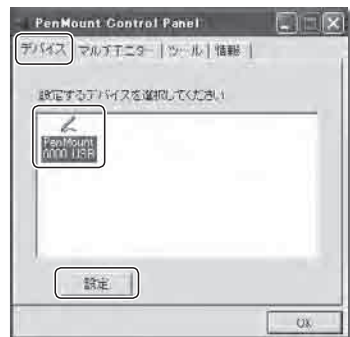 PenMount Control Panel
デバイス マルチモニター ツール 情報
設定するデバイスを選択してください
PenMount
6000 USB
設定
OK